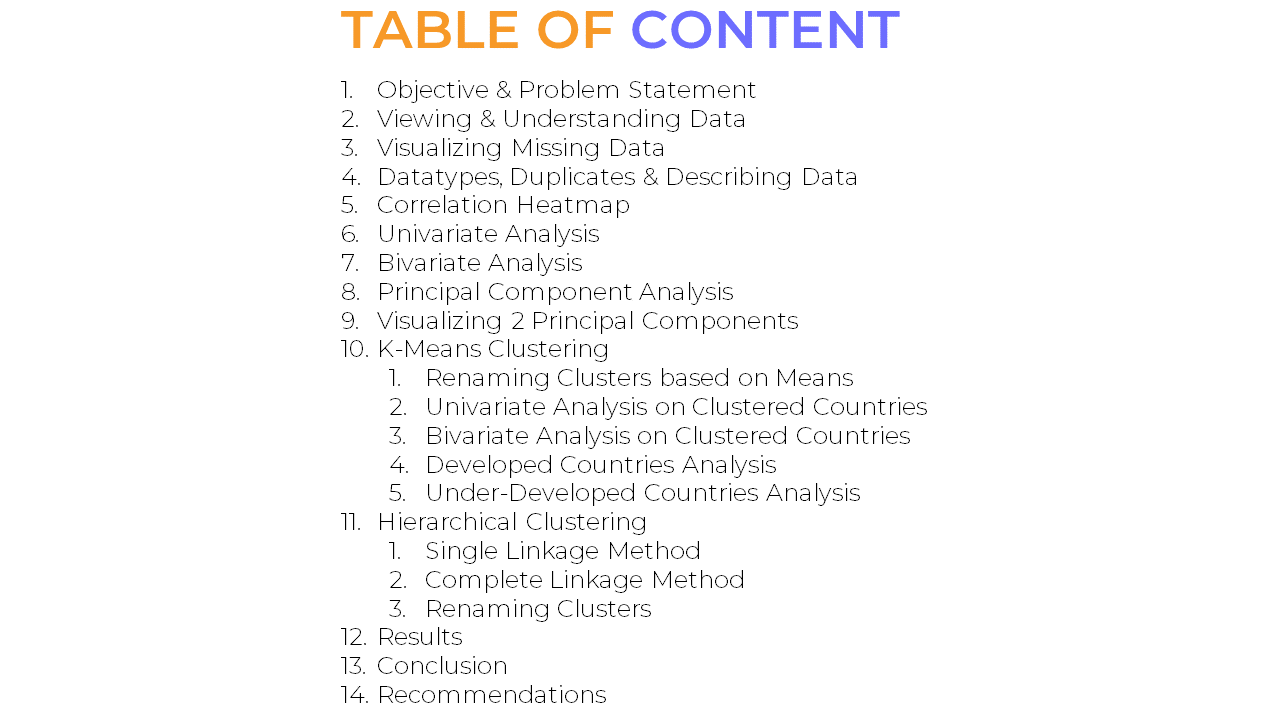 TABLE OF CONTENT
1. Objective & Problem Statement
2. Viewing & Understanding Data
3. Visualizing Missing Data
4. Datatypes, Duplicates & Describing Data
5. Correlation Heatmap
6. Univariate Analysis
7. Bivariate Analysis
8. Principal Component Analysis
9. Visualizing 2 Principal Components
10. K-Means Clustering
1. Renaming Clusters based on Means
2. Univariate Analysis on Clustered Countries
3. Bivariate Analysis on Clustered Countries
4. Developed Countries Analysis
5. Under-Developed Countries Analysis
11. Hierarchical Clustering
1. Single Linkage Method
2. Complete Linkage Method
3. Renaming Clusters
12. Results
13. Conclusion
14. Recommendations